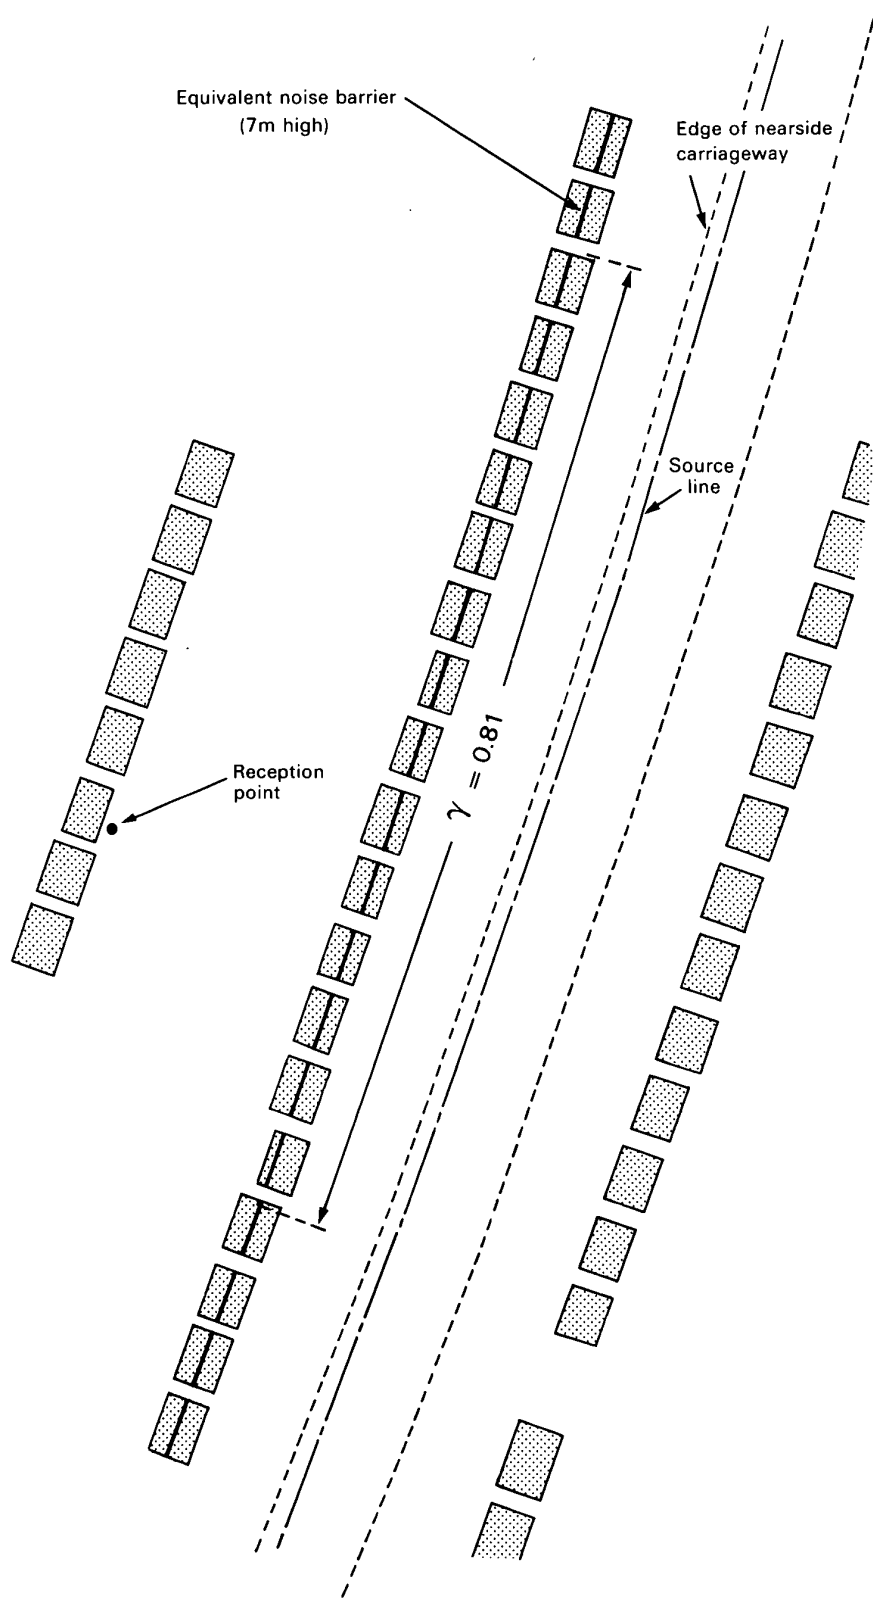 Equivalent noise barrier
(7m high)
Edge of nearside
carriageway
Source
line
γ = 0.81
Reception
point